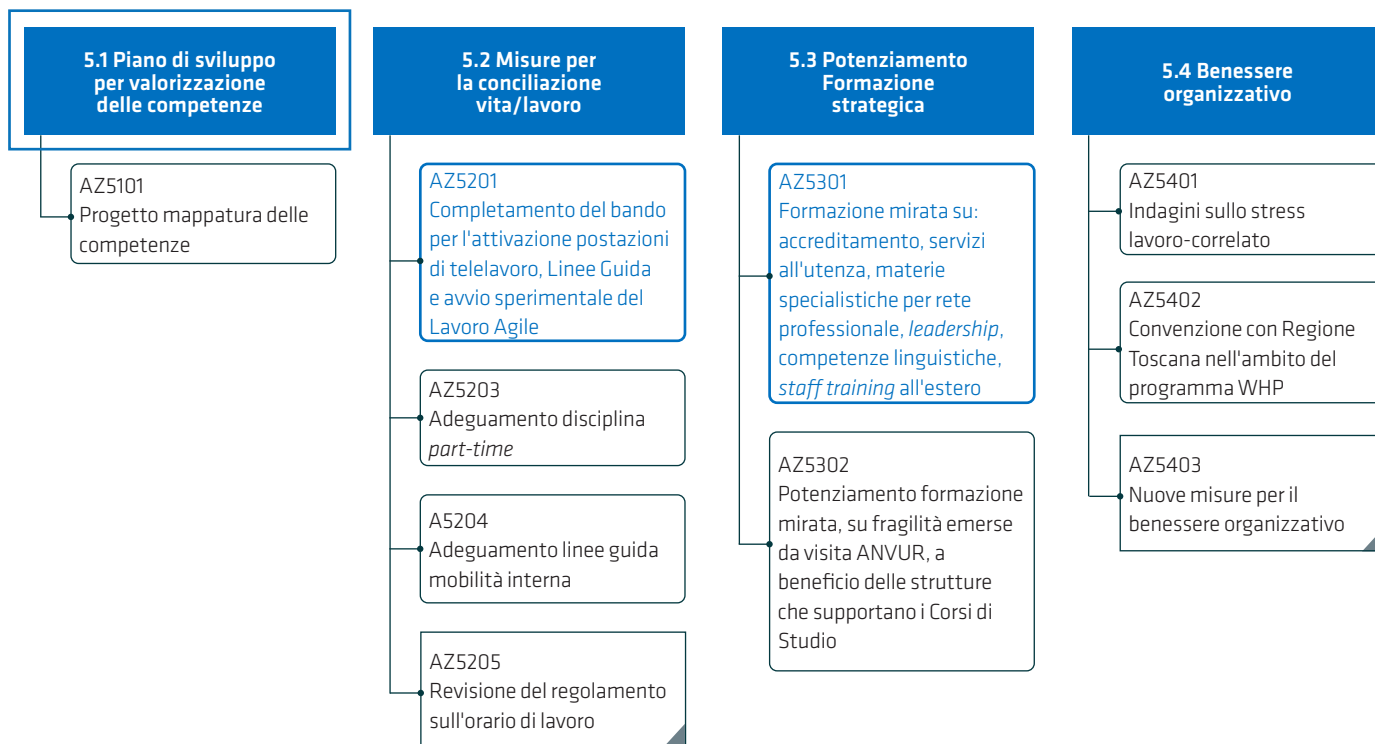 5.1 Piano di sviluppo
per valorizzazione
delle competenze
AZ5101
Progetto mappatura delle
competenze
5.2 Misure per
la conciliazione
vita/lavoro
AZ5201
Completamento del bando
per l'attivazione postazioni
di telelavoro, Linee Guida
e avvio sperimentale del
Lavoro Agile
AZ5203
Adeguamento disciplina
part-time
A5204
Adeguamento linee guida
mobilità interna
AZ5205
Revisione del regolamento
sull'orario di lavoro
5.3 Potenziamento
Formazione
strategica
AZ5301
Formazione mirata su:
accreditamento, servizi
all'utenza, materie
specialistiche per rete
professionale, leadership,
competenze linguistiche,
staff training all'estero
AZ5302
Potenziamento formazione
mirata, su fragilità emerse
da visita ANVUR, a
beneficio delle strutture
che supportano i Corsi di
Studio
5.4 Benessere
organizzativo
AZ5401
Indagini sullo stress
lavoro-correlato
AZ5402
Convenzione con Regione
Toscana nell'ambito del
programma WHP
AZ5403
Nuove misure per il
benessere organizzativo